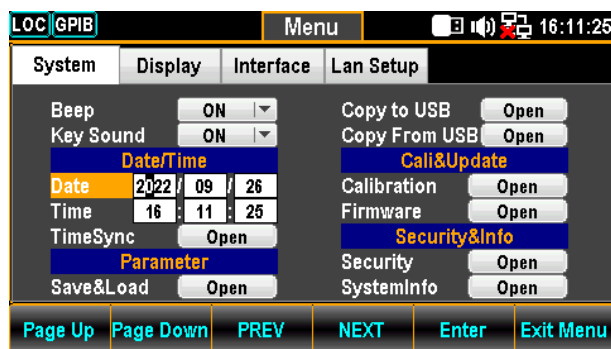 LOC GPIB Menu 16:11:25
System Display Interface Lan Setup
Beep ON Copy to USB Open
Key Sound ON Copy From USB Open
Date/Time Cali&Update
Date 2022 / 09 / 26 Calibration Open
Time 16 : 11 : 25 Firmware Open
TimeSync Open Security&Info
Parameter Security Open
Save&Load Open SystemInfo Open
Page Up Page Down PREV NEXT Enter Exit Menu